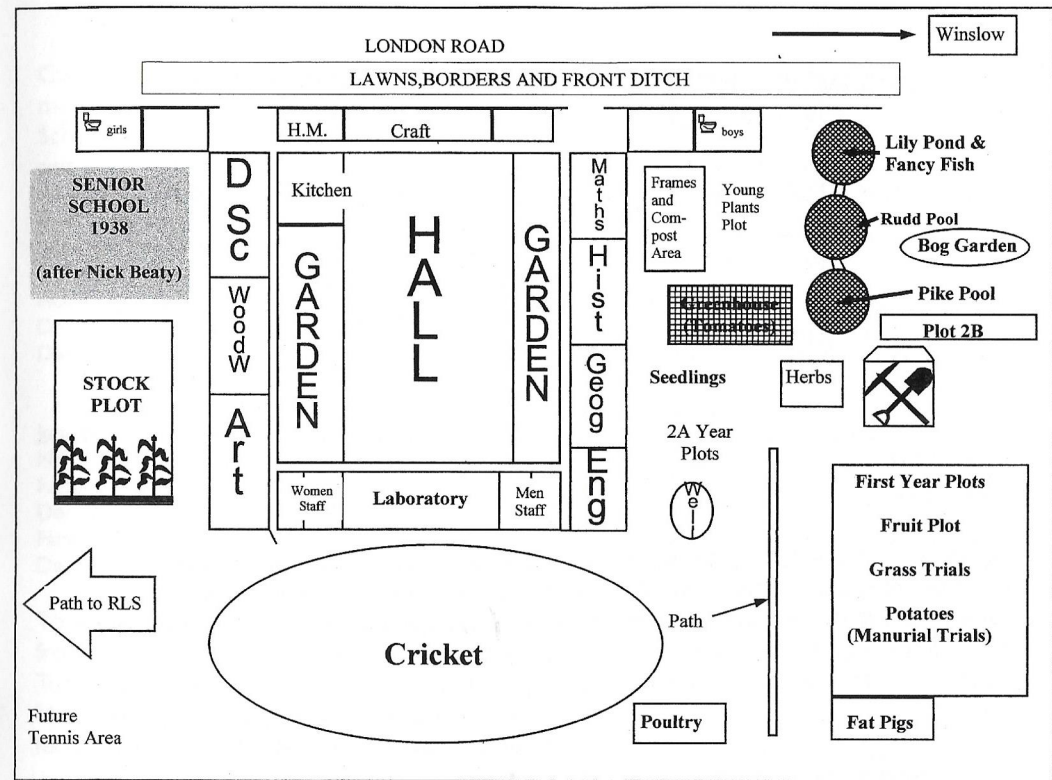 Winslow
LONDON ROAD
LAWNS,BORDERS AND FRONT DITCH
girls
H.M.
Craft
boys
Lily Pond &
Fancy Fish
SENIOR
SCHOOL
1938
(after Nick Beaty)
D Sc
Kitchen
HALL
GARDEN
GARDEN
Maths
Frames
and
Com-
post
Area
Young
Plants
Plot
Rudd Pool
Bog Garden
Hist
Greenhouse
(Tomatoes)
Pike Pool
Plot 2B
WoodW
STOCK
PLOT
Geog
Seedlings
Herbs
Art
2A Year
Plots
Women
Staff
Laboratory
Men
Staff
Eng
Well
First Year Plots
Fruit Plot
Grass Trials
Potatoes
(Manurial Trials)
Path to RLS
Path
Cricket
Future
Tennis Area
Poultry
Fat Pigs